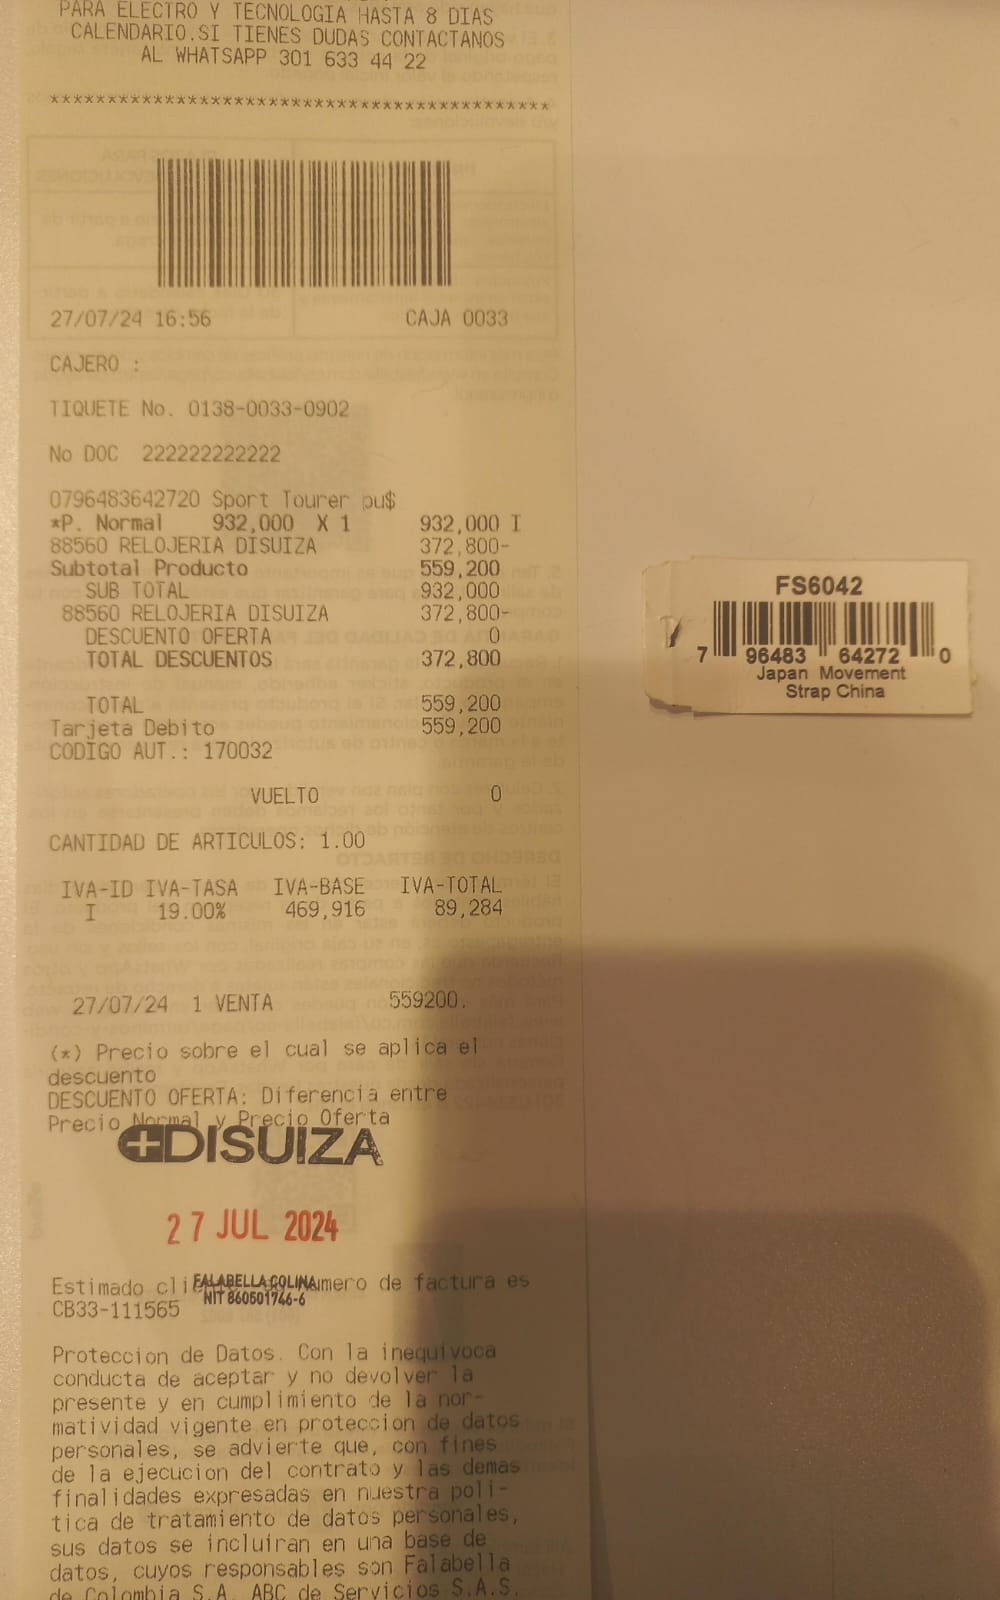 PARA ELECTRO Y TECNOLOGIA HASTA 8 DIAS
CALENDARIO.SI TIENES DUDAS CONTACTANOS
AL WHATSAPP 301 633 44 22
*******************************************
27/07/24 16:56 CAJA 0033
CAJERO :
TIQUETE No. 0138-0033-0902
No DOC 222222222222
0796483642720 Sport Tourer pu$
*P. Normal 932,000 X 1 932,000 I
88560 RELOJERIA DISUIZA 372,800-
Subtotal Producto 559,200
SUB TOTAL 932,000
88560 RELOJERIA DISUIZA 372,800-
DESCUENTO OFERTA 0
TOTAL DESCUENTOS 372,800
TOTAL 559,200
Tarjeta Debito 559,200
CODIGO AUT.: 170032
VUELTO 0
CANTIDAD DE ARTICULOS: 1.00
IVA-ID IVA-TASA IVA-BASE IVA-TOTAL
I 19.00% 469,916 89,284
27/07/24 1 VENTA 559200.
(*) Precio sobre el cual se aplica el
descuento
DESCUENTO OFERTA: Diferencia entre
Precio Normal y Precio Oferta
DISUIZA
27 JUL 2024
FALABELLA COLINA
NIT 860501746-6
Estimado numero de factura es
CB33-111565
Proteccion de Datos. Con la inequivoca
conducta de aceptar y no devolver la
presente y en cumplimiento de la nor-
matividad vigente en proteccion de datos
personales, se advierte que, con fines
de la ejecucion del contrato y las demas
finalidades expresadas en nuestra poli-
tica de tratamiento de datos personales,
sus datos se incluiran en una base de
datos, cuyos responsables son Falabella
de Colombia S.A. ABC de Servicios S.A.S.
FS6042
7 96483 64272 0
Japan Movement
Strap China